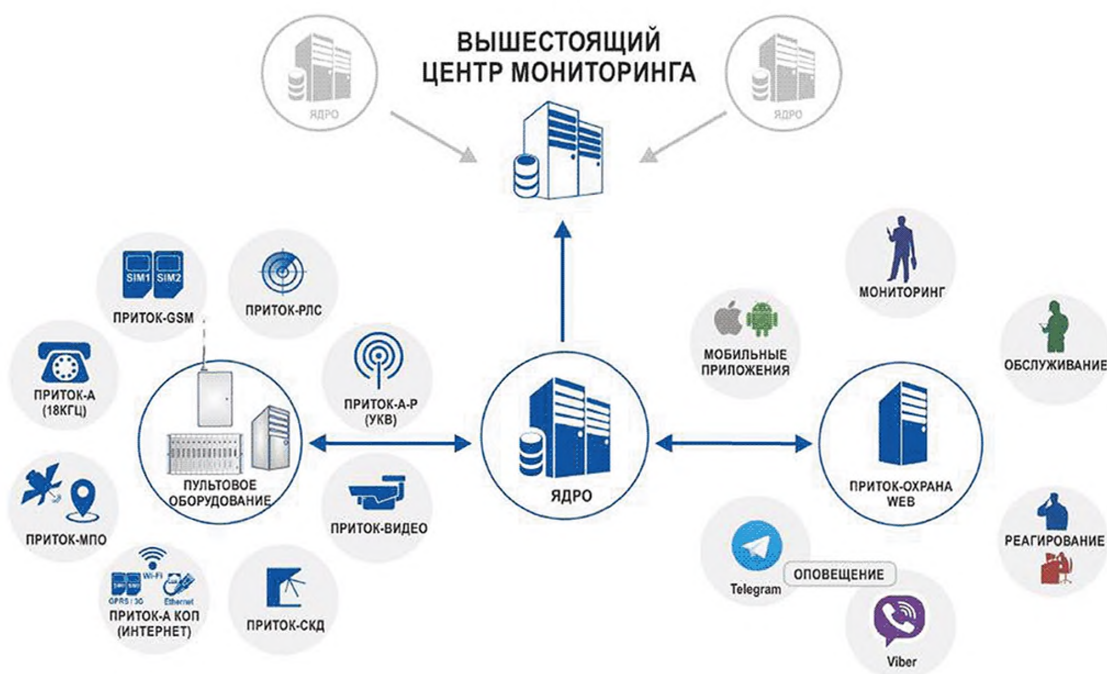 ВЫШЕСТОЯЩИЙ
ЦЕНТР МОНИТОРИНГА
ЯДРО
ЯДРО
SIM1 SIM2
ПРИТОК-GSM
ПРИТОК-РЛС
ПРИТОК-А
(18КГЦ)
ПРИТОК-А-Р
(УКВ)
ПУЛЬТОВОЕ
ОБОРУДОВАНИЕ
ПРИТОК-МПО
ПРИТОК-ВИДЕО
Wi-Fi
GPRS / 3G
Ethernet
ПРИТОК-А КОП
(ИНТЕРНЕТ)
ПРИТОК-СКД
ЯДРО
МОНИТОРИНГ
МОБИЛЬНЫЕ
ПРИЛОЖЕНИЯ
ОБСЛУЖИВАНИЕ
ПРИТОК-ОХРАНА
WEB
РЕАГИРОВАНИЕ
Telegram
ОПОВЕЩЕНИЕ
Viber